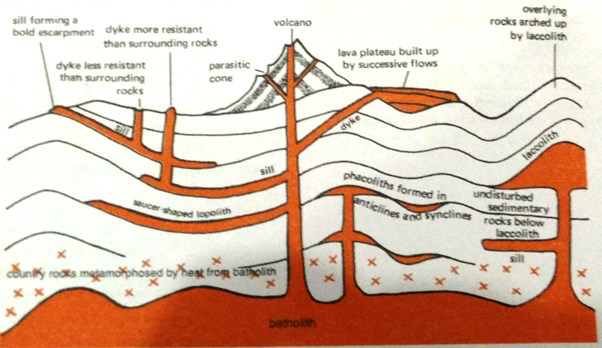 sill forming a
bold escarpment
dyke more resistant
than surrounding rocks
volcano
overlying
rocks arched up
by laccolith
dyke less resistant
than surrounding
rocks
parasitic
cone
lava plateau built up
by successive flows
sill
dyke
laccolith
sill
phacoliths formed in
anticlines and synclines
undisturbed
sedimentary
rocks below
laccolith
saucer-shaped lopolith
sill
country rocks metamorphosed by heat from batholith
batholith